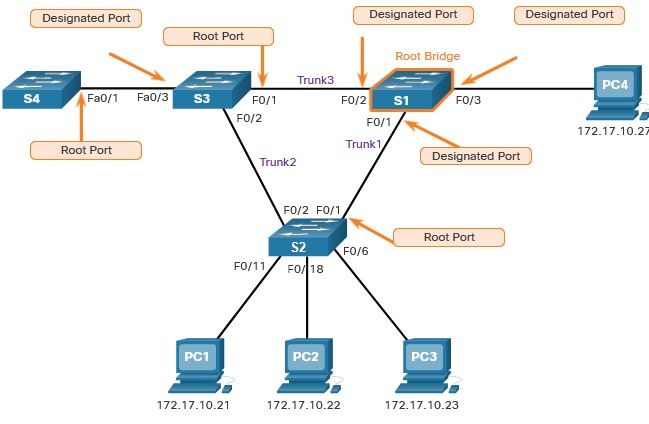 Designated Port
Designated Port
Designated Port
Root Port
Root Bridge
Trunk3
S4
Fa0/1
Fa0/3
S3
F0/1
F0/2
S1
F0/3
PC4
F0/2
F0/1
172.17.10.27
Root Port
Trunk1
Designated Port
Trunk2
F0/2
F0/1
Root Port
S2
F0/6
F0/11
F0/18
PC1
PC2
PC3
172.17.10.21
172.17.10.22
172.17.10.23